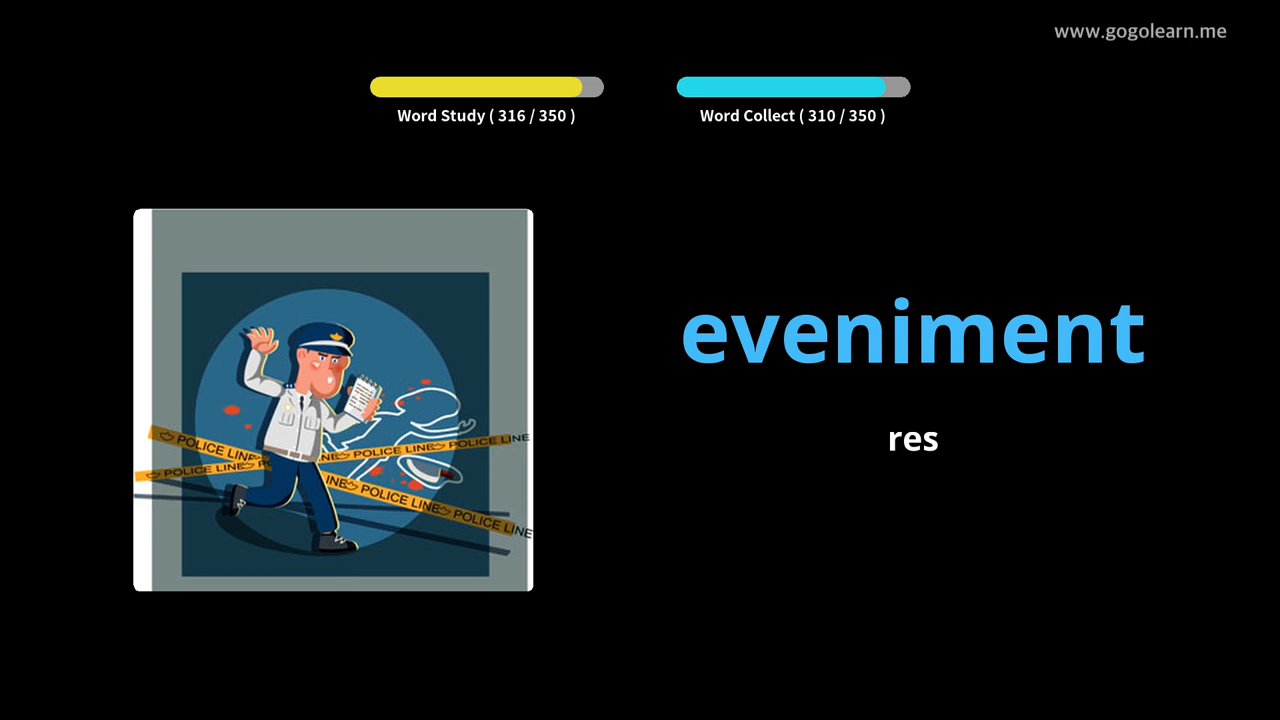 www.gogolearn.me
Word Study ( 316 / 350 )
Word Collect ( 310 / 350 )
eveniment
res
POLICE LINE
POLICE LINE
POLICE LINE
POLICE LINE
POLICE LINE